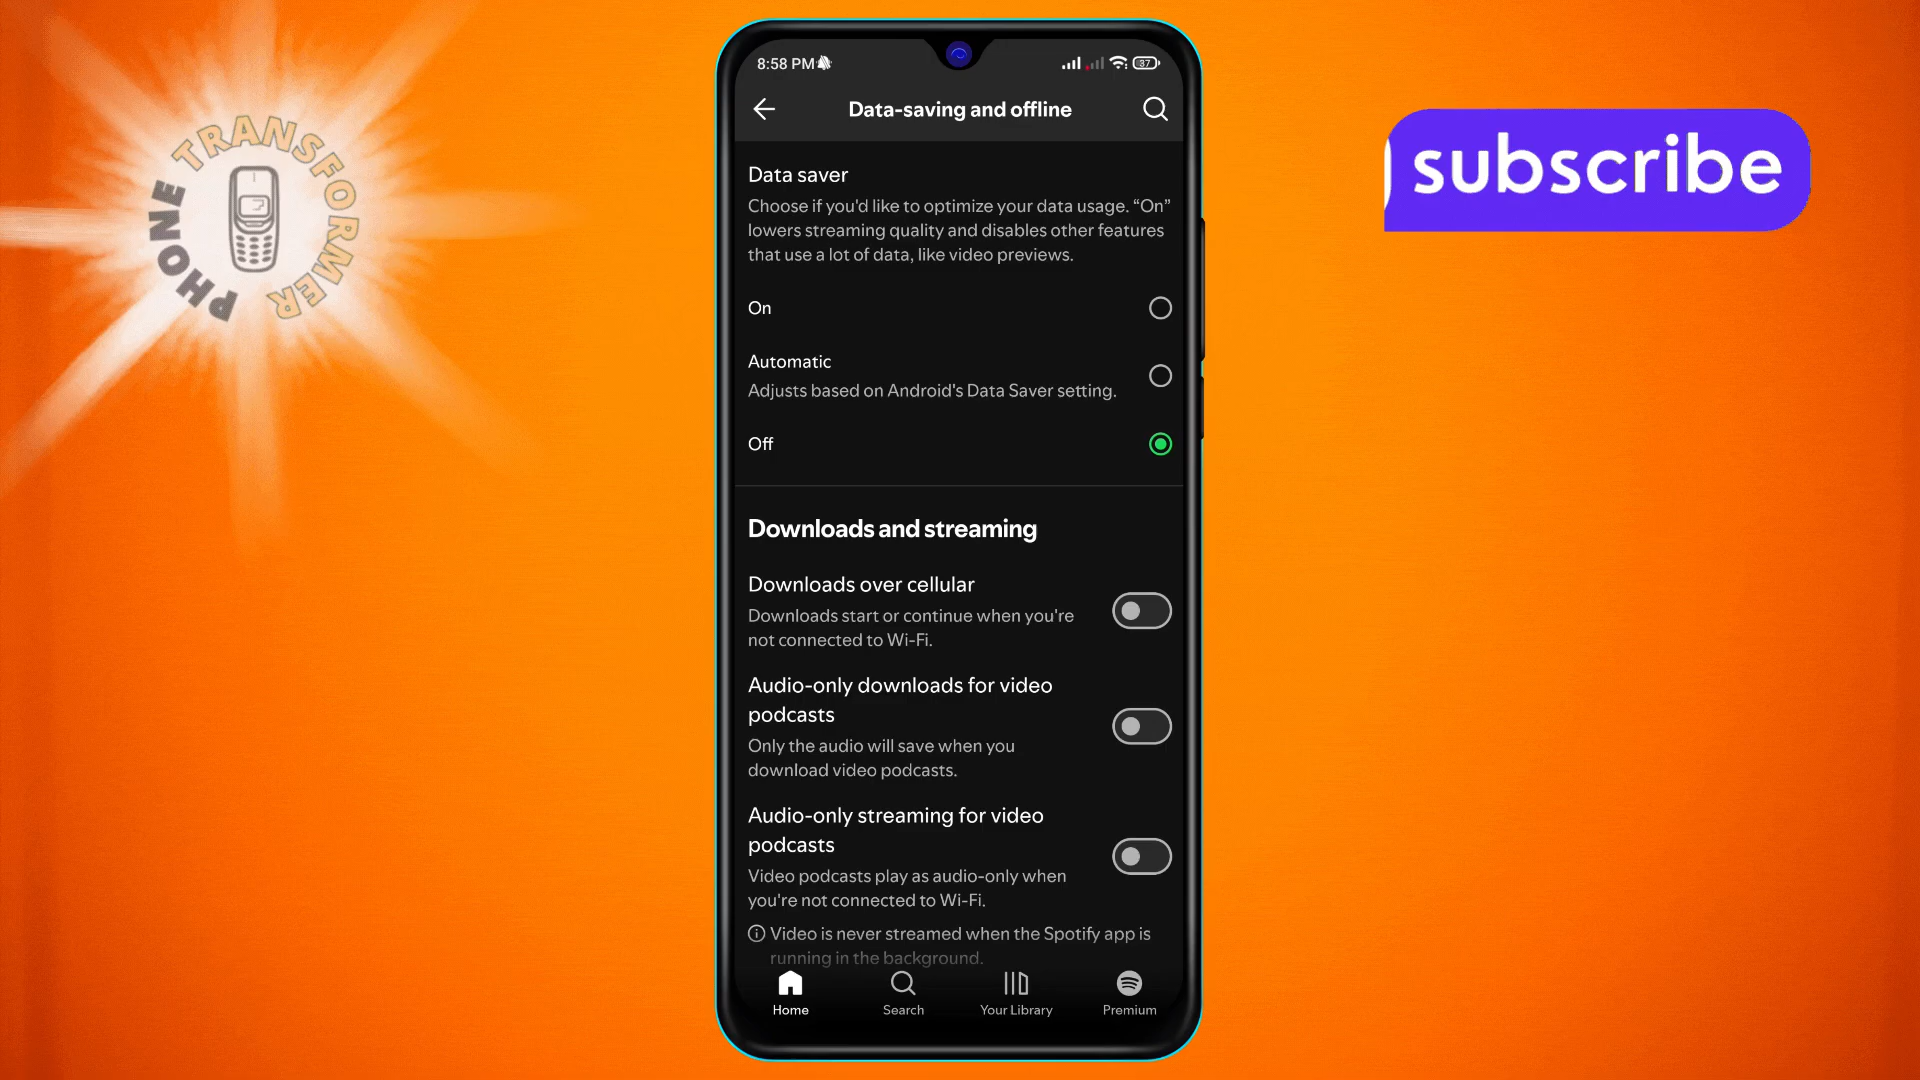 PHONE TRANSFORMER
subscribe
8:58 PM
37
Data-saving and offline
Data saver
Choose if you'd like to optimize your data usage. “On”
lowers streaming quality and disables other features
that use a lot of data, like video previews.
On
Automatic
Adjusts based on Android's Data Saver setting.
Off
Downloads and streaming
Downloads over cellular
Downloads start or continue when you're
not connected to Wi-Fi.
Audio-only downloads for video
podcasts
Only the audio will save when you
download video podcasts.
Audio-only streaming for video
podcasts
Video podcasts play as audio-only when
you're not connected to Wi-Fi.
Video is never streamed when the Spotify app is
running in the background.
Home
Search
Your Library
Premium